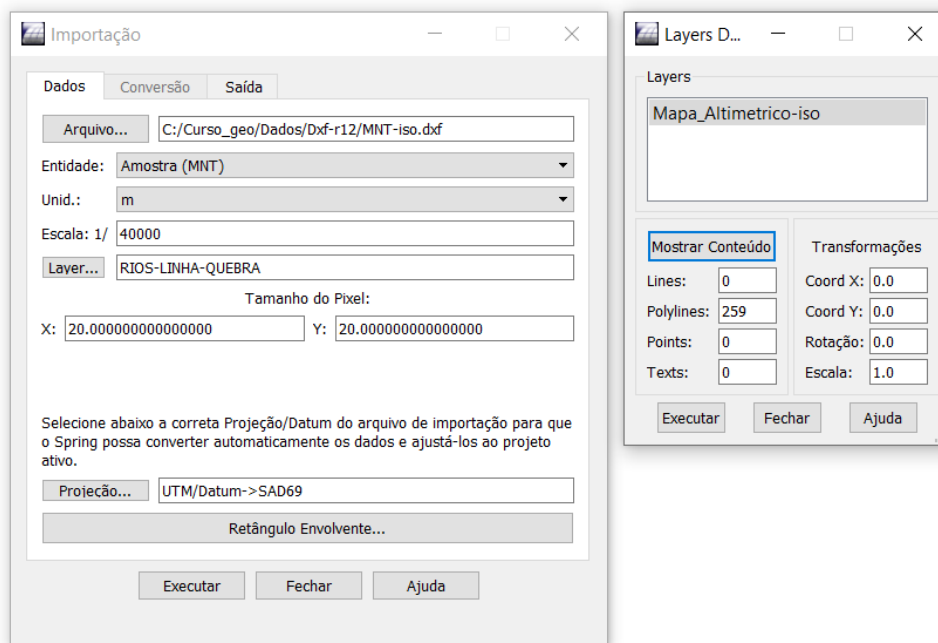 Importação
Dados Conversão Saída
Arquivo... C:/Curso_geo/Dados/Dxf-r12/MNT-iso.dxf
Entidade: Amostra (MNT)
Unid.: m
Escala: 1/ 40000
Layer... RIOS-LINHA-QUEBRA
Tamanho do Pixel:
X: 20.000000000000000 Y: 20.000000000000000
Selecione abaixo a correta Projeção/Datum do arquivo de importação para que
o Spring possa converter automaticamente os dados e ajustá-los ao projeto
ativo.
Projeção... UTM/Datum->SAD69
Retângulo Envolvente...
Executar Fechar Ajuda
Layers D...
Layers
Mapa_Altimetrico-iso
Mostrar Conteúdo Transformações
Lines: 0 Coord X: 0.0
Polylines: 259 Coord Y: 0.0
Points: 0 Rotação: 0.0
Texts: 0 Escala: 1.0
Executar Fechar Ajuda